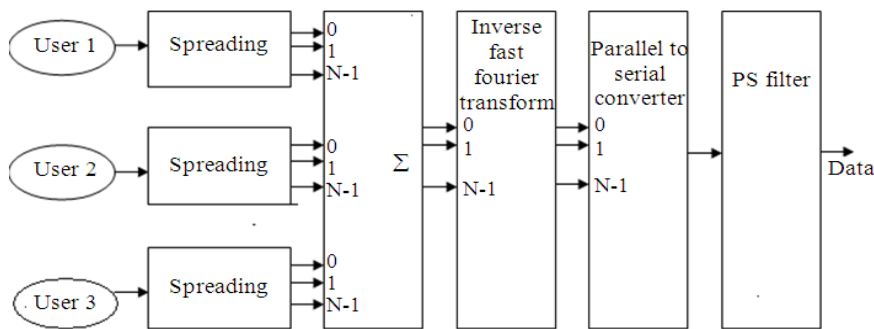 User 1
Spreading
0
1
N-1
User 2
Spreading
0
1
N-1
User 3
Spreading
0
1
N-1
Σ
Inverse
fast
fourier
transform
0
1
N-1
Parallel to
serial
converter
0
1
N-1
PS filter
Data